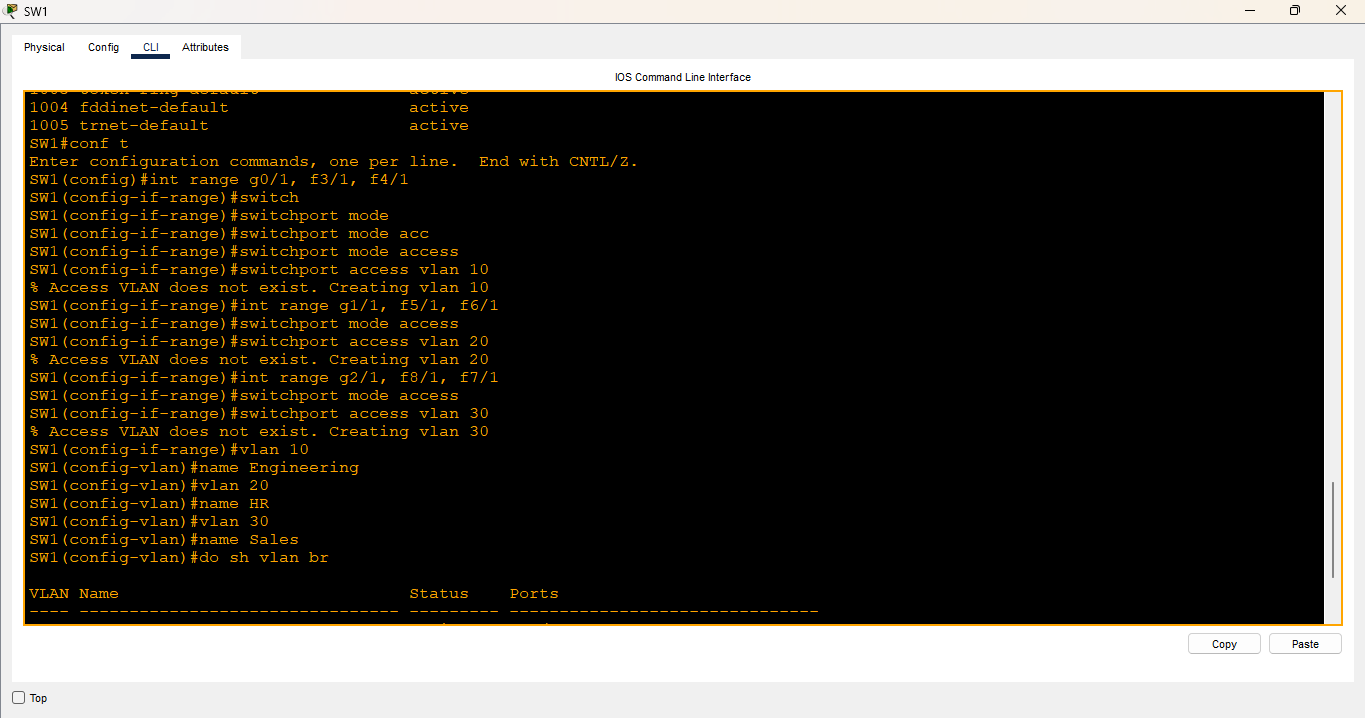 SW1
Physical Config CLI Attributes
IOS Command Line Interface
1004 fddinet-default                  active
1005 trnet-default                    active
SW1#conf t
Enter configuration commands, one per line.  End with CNTL/Z.
SW1(config)#int range g0/1, f3/1, f4/1
SW1(config-if-range)#switch
SW1(config-if-range)#switchport mode
SW1(config-if-range)#switchport mode acc
SW1(config-if-range)#switchport mode access
SW1(config-if-range)#switchport access vlan 10
% Access VLAN does not exist. Creating vlan 10
SW1(config-if-range)#int range g1/1, f5/1, f6/1
SW1(config-if-range)#switchport mode access
SW1(config-if-range)#switchport access vlan 20
% Access VLAN does not exist. Creating vlan 20
SW1(config-if-range)#int range g2/1, f8/1, f7/1
SW1(config-if-range)#switchport mode access
SW1(config-if-range)#switchport access vlan 30
% Access VLAN does not exist. Creating vlan 30
SW1(config-if-range)#vlan 10
SW1(config-vlan)#name Engineering
SW1(config-vlan)#vlan 20
SW1(config-vlan)#name HR
SW1(config-vlan)#vlan 30
SW1(config-vlan)#name Sales
SW1(config-vlan)#do sh vlan br
VLAN Name                             Status    Ports
---- -------------------------------- --------- -------------------------------
Copy Paste
Top